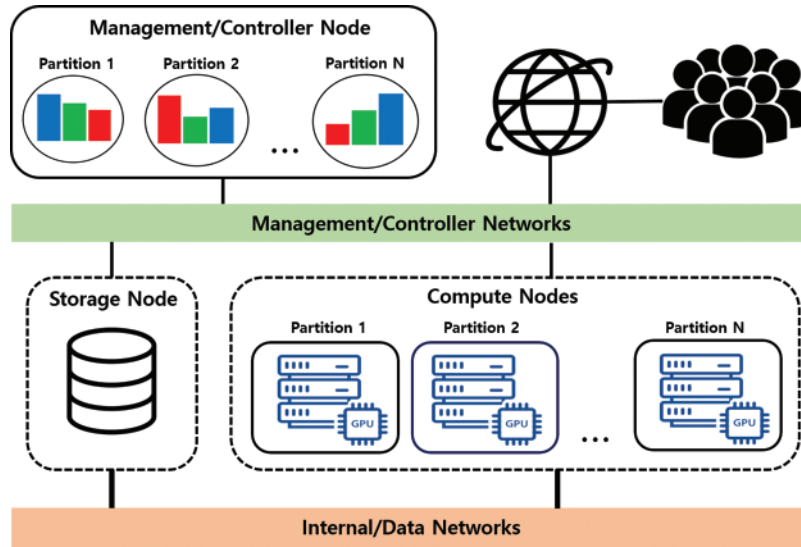 Management/Controller Node
Partition 1
Partition 2
Partition N
...
Management/Controller Networks
Storage Node
Compute Nodes
Partition 1
Partition 2
Partition N
GPU
GPU
...
GPU
Internal/Data Networks